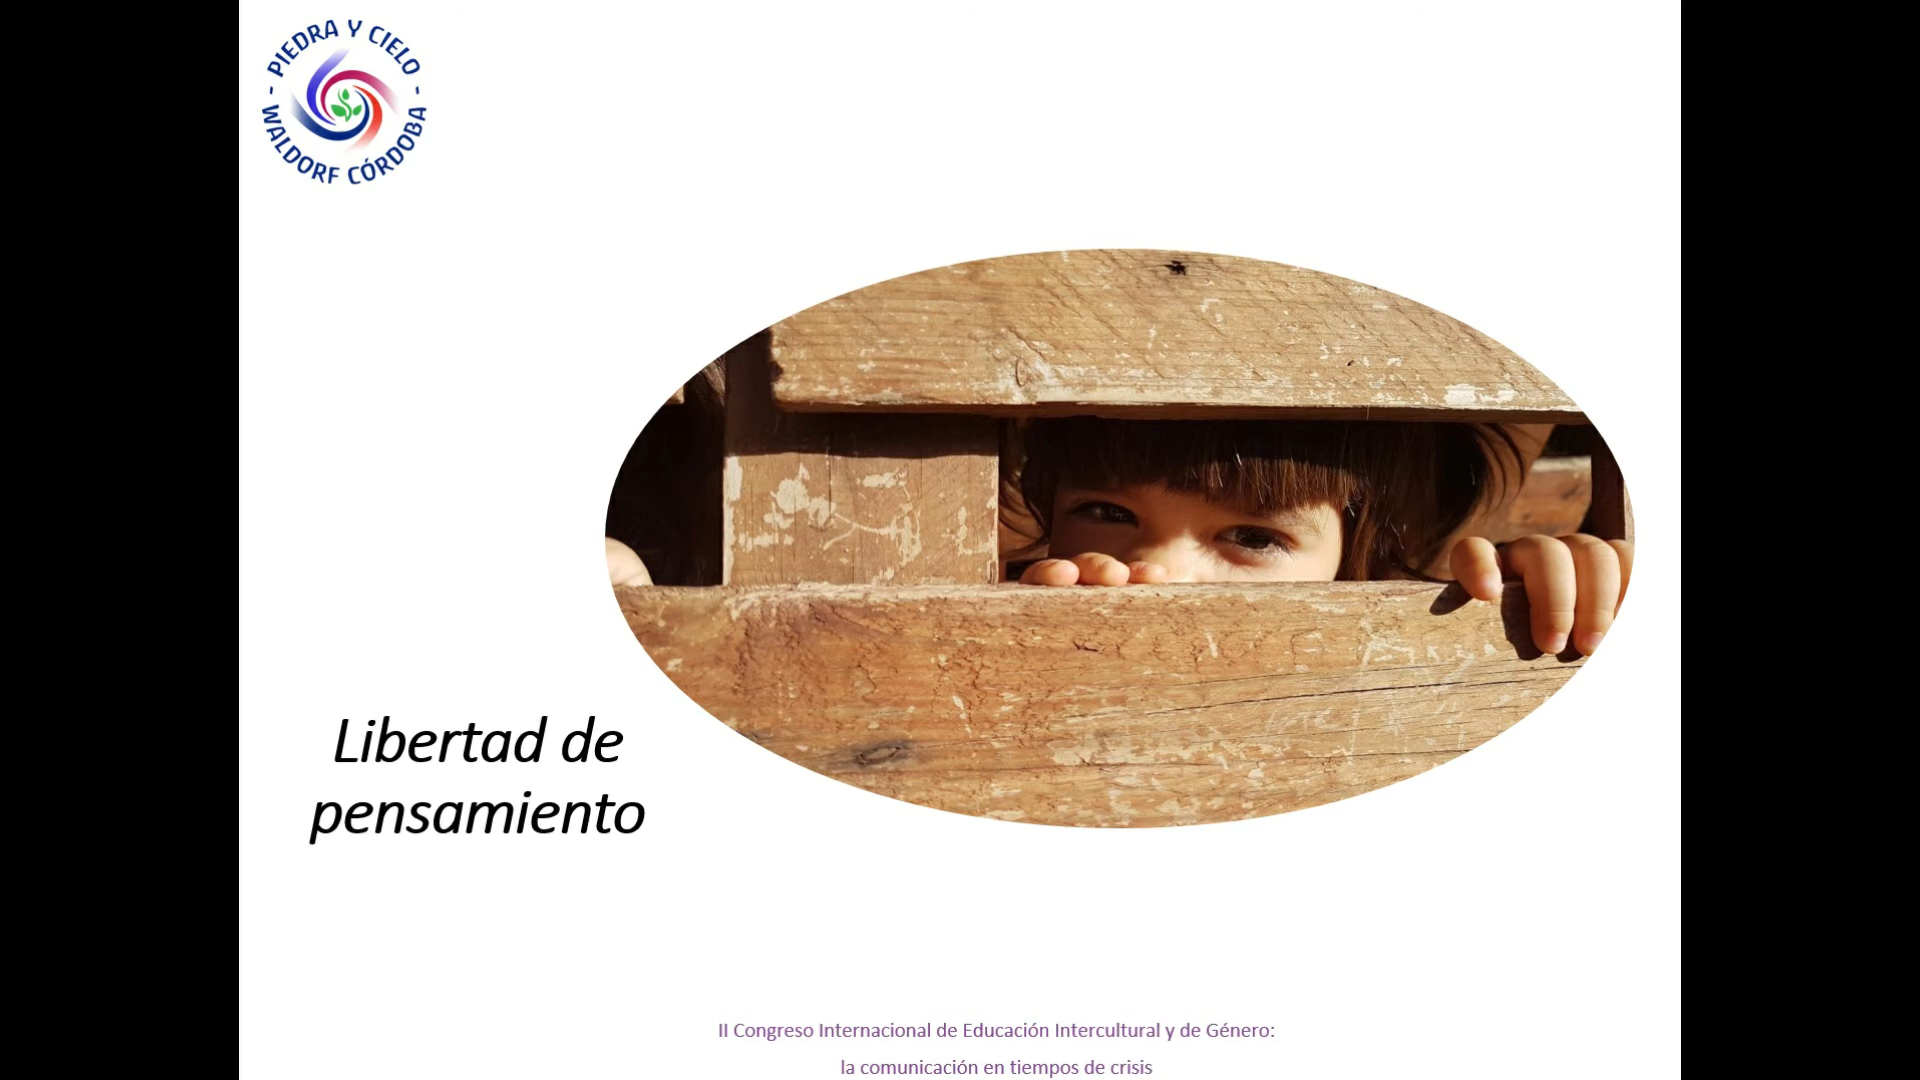 - PIEDRA Y CIELO -
WALDORF CÓRDOBA
Libertad de
pensamiento
II Congreso Internacional de Educación Intercultural y de Género:
la comunicación en tiempos de crisis